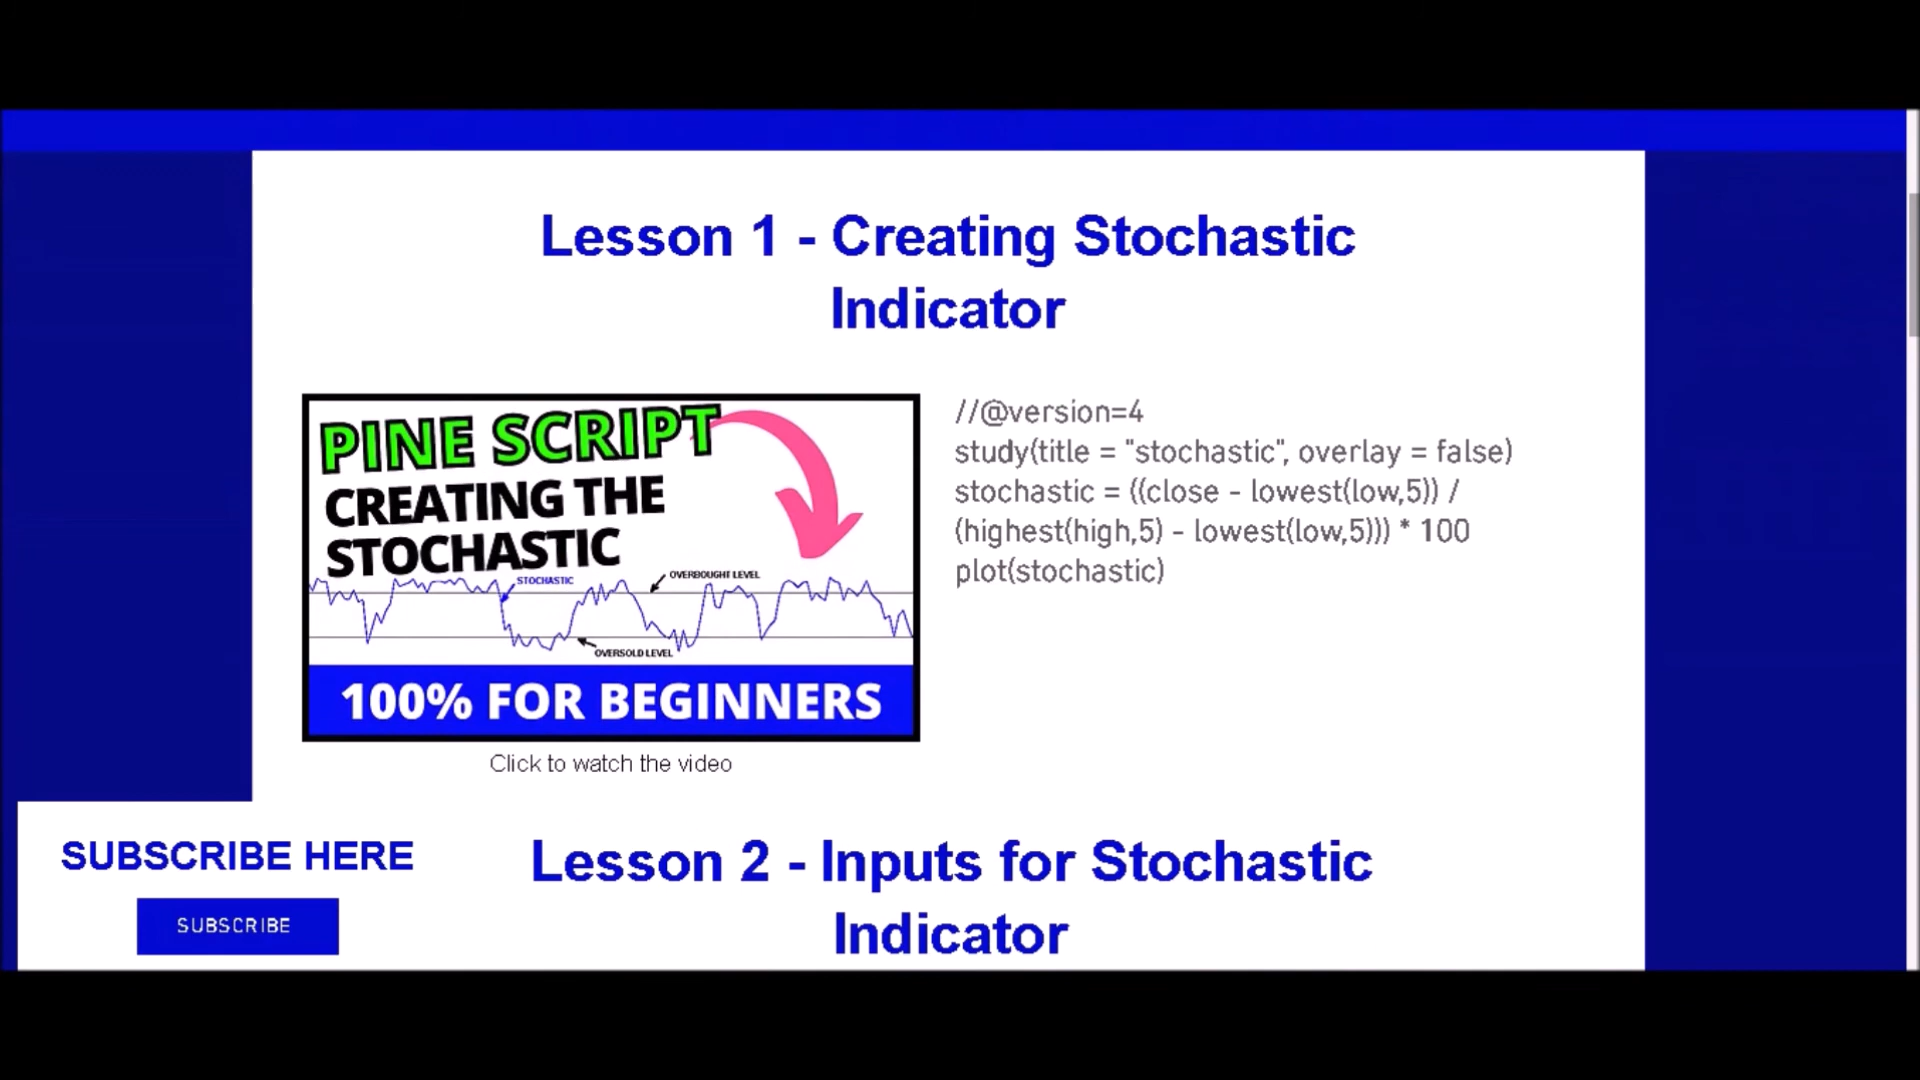 Lesson 1 - Creating Stochastic
Indicator
PINE SCRIPT
CREATING THE
STOCHASTIC
STOCHASTIC
OVERBOUGHT LEVEL
OVERSOLD LEVEL
100% FOR BEGINNERS
Click to watch the video
//@version=4
study(title = "stochastic", overlay = false)
stochastic = ((close - lowest(low,5)) /
(highest(high,5) - lowest(low,5))) * 100
plot(stochastic)
SUBSCRIBE HERE
SUBSCRIBE
Lesson 2 - Inputs for Stochastic
Indicator